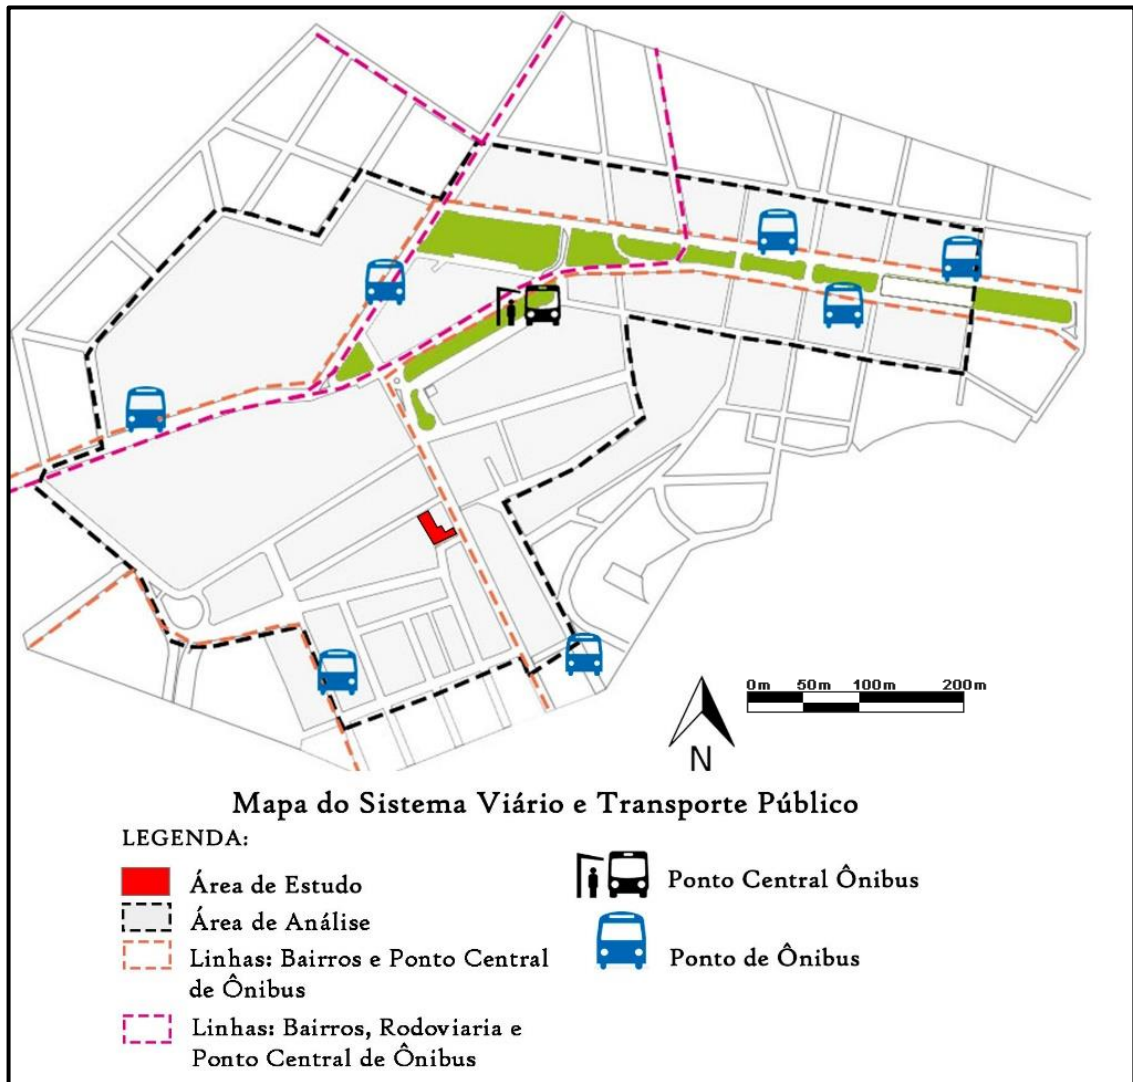 0m 50m 100m 200m
N
Mapa do Sistema Viário e Transporte Público
LEGENDA:
Área de Estudo
Área de Análise
Linhas: Bairros e Ponto Central
de Ônibus
Linhas: Bairros, Rodoviaria e
Ponto Central de Ônibus
Ponto Central Ônibus
Ponto de Ônibus